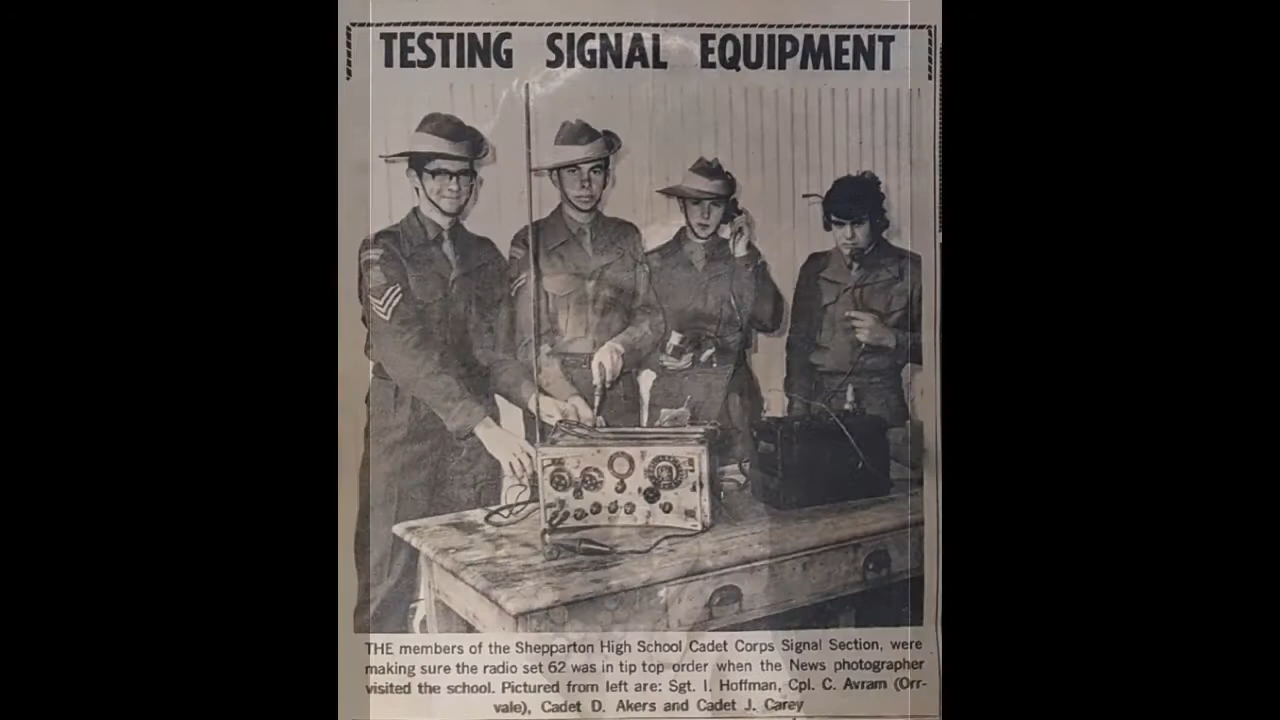 TESTING SIGNAL EQUIPMENT
THE members of the Shepparton High School Cadet Corps Signal Section, were
making sure the radio set 62 was in tip top order when the News photographer
visited the school. Pictured from left are: Sgt. I. Hoffman, Cpl. C. Avram (Orr-
vale), Cadet D. Akers and Cadet J. Carey